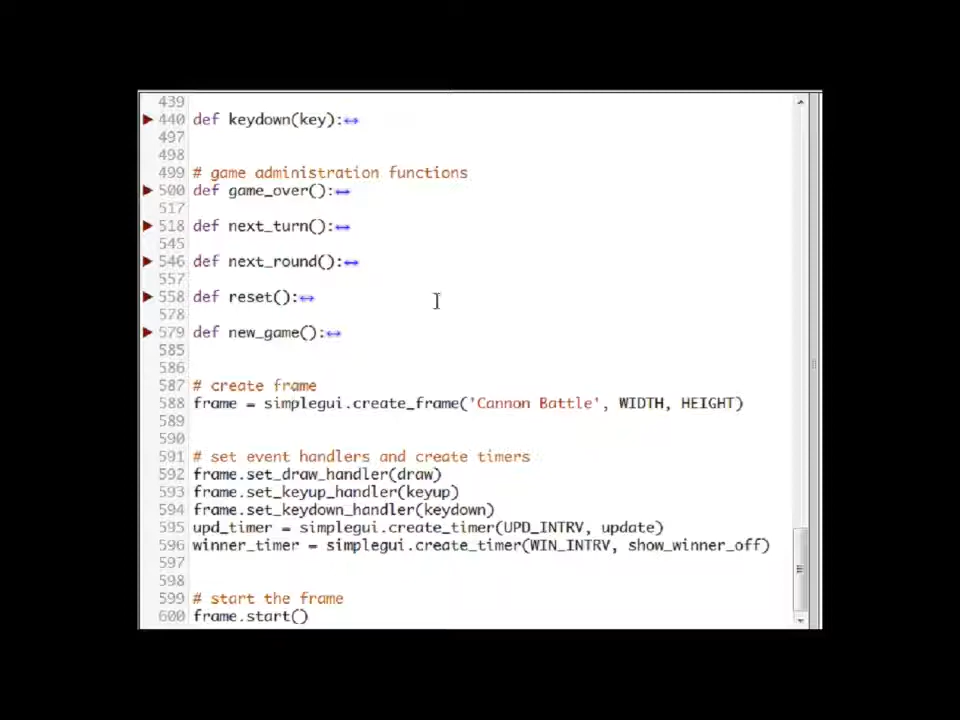 439
440 def keydown(key):↔
497
498
499 # game administration functions
500 def game_over():↔
517
518 def next_turn():↔
545
546 def next_round():↔
557
558 def reset():↔
578
579 def new_game():↔
585
586
587 # create frame
588 frame = simplegui.create_frame('Cannon Battle', WIDTH, HEIGHT)
589
590
591 # set event handlers and create timers
592 frame.set_draw_handler(draw)
593 frame.set_keyup_handler(keyup)
594 frame.set_keydown_handler(keydown)
595 upd_timer = simplegui.create_timer(UPD_INTRV, update)
596 winner_timer = simplegui.create_timer(WIN_INTRV, show_winner_off)
597
598
599 # start the frame
600 frame.start()